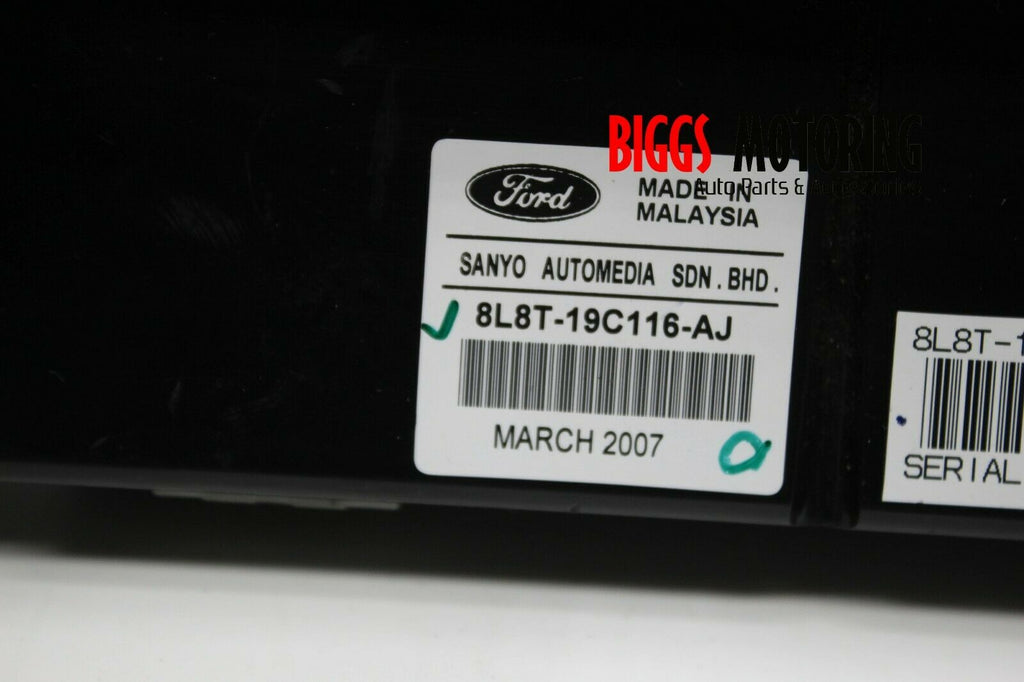 BIGGS MOTORING
Auto Parts & Accessories
Ford
MADE IN
MALAYSIA
SANYO AUTOMEDIA SDN. BHD.
8L8T-19C116-AJ
MARCH 2007
8L8T-1
SERIAL